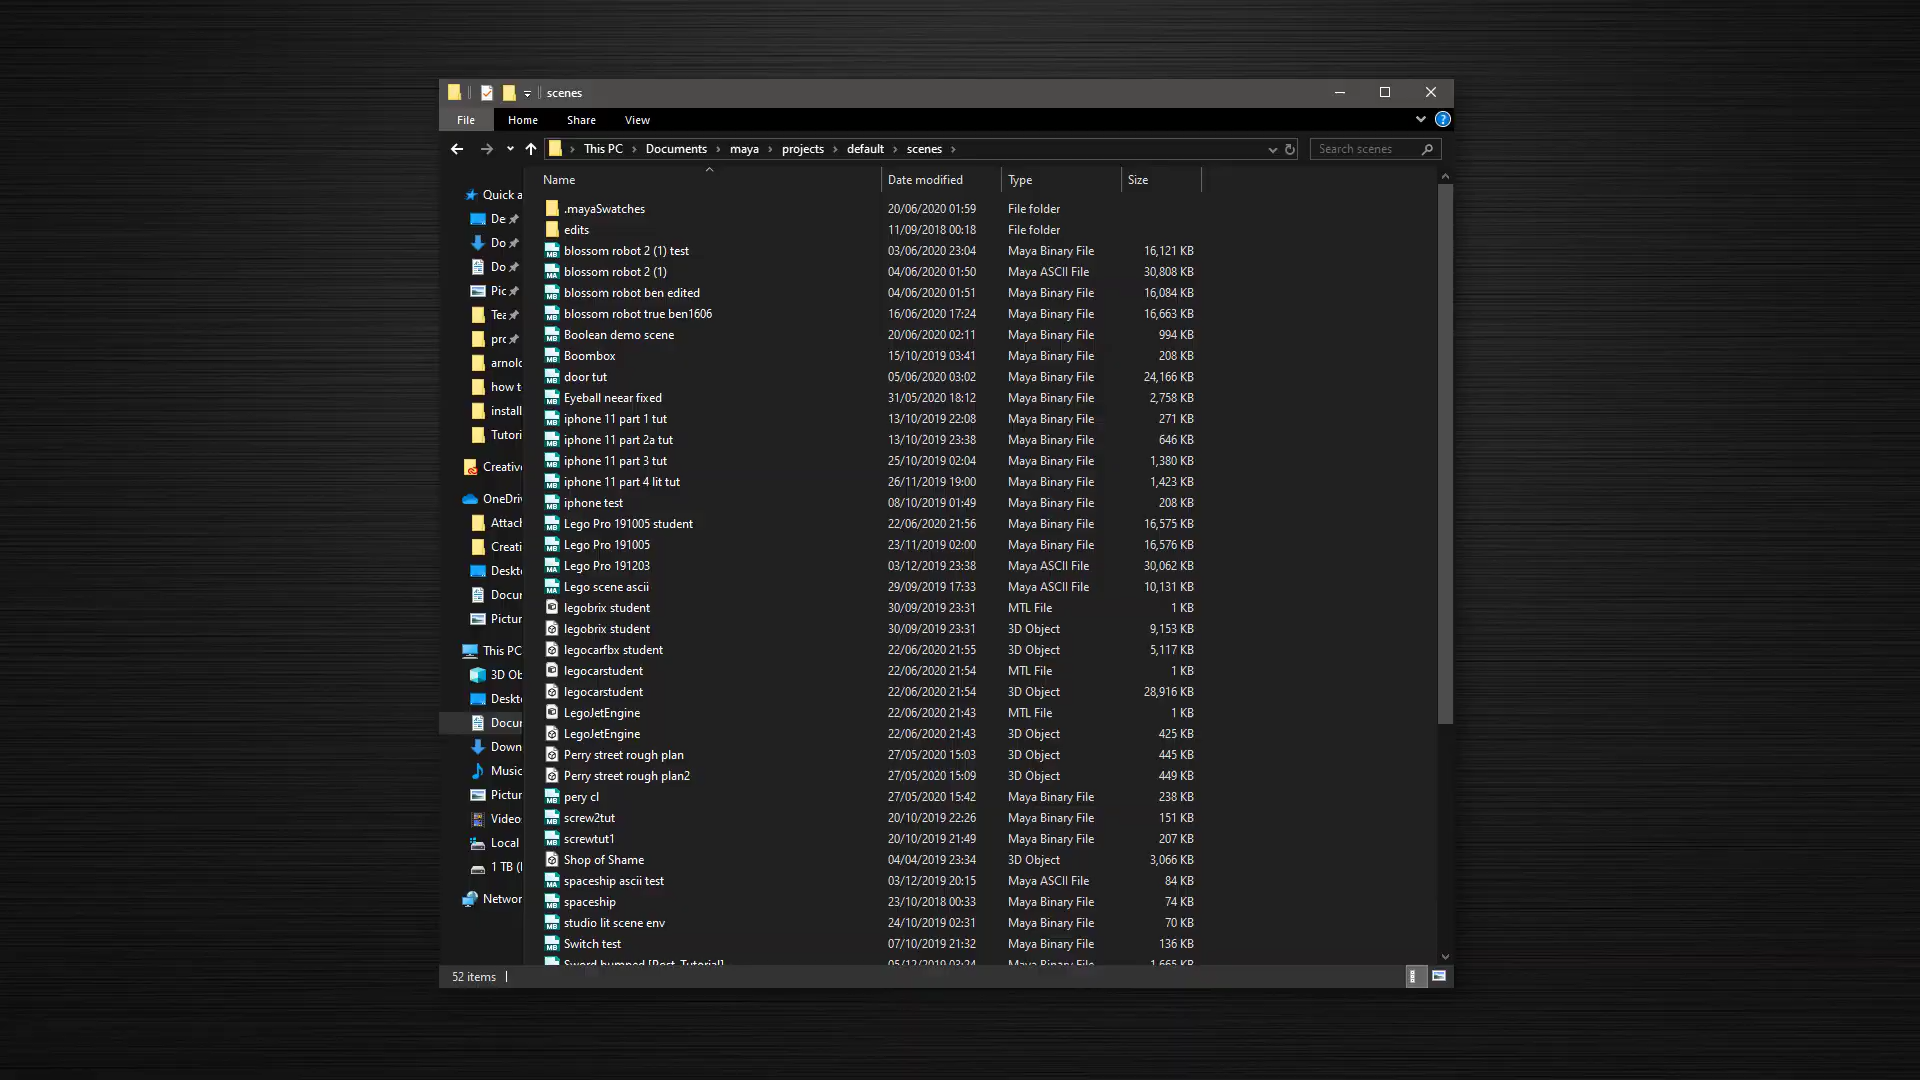 scenes
File Home Share View
This PC > Documents > maya > projects > default > scenes > Search scenes
Name Date modified Type Size
Quick a
De
Do
Do
Pic
Tea
pro
arnold
how t
install
Tutori
Creative
OneDriv
Attach
Creati
Deskto
Docur
Pictur
This PC
3D Ob
Deskto
Docur
Down
Music
Pictur
Video
Local
1 TB (
Networ
.mayaSwatches 20/06/2020 01:59 File folder
edits 11/09/2018 00:18 File folder
blossom robot 2 (1) test 03/06/2020 23:04 Maya Binary File 16,121 KB
blossom robot 2 (1) 04/06/2020 01:50 Maya ASCII File 30,808 KB
blossom robot ben edited 04/06/2020 01:51 Maya Binary File 16,084 KB
blossom robot true ben1606 16/06/2020 17:24 Maya Binary File 16,663 KB
Boolean demo scene 20/06/2020 02:11 Maya Binary File 994 KB
Boombox 15/10/2019 03:41 Maya Binary File 208 KB
door tut 05/06/2020 03:02 Maya Binary File 24,166 KB
Eyeball neear fixed 31/05/2020 18:12 Maya Binary File 2,758 KB
iphone 11 part 1 tut 13/10/2019 22:08 Maya Binary File 271 KB
iphone 11 part 2a tut 13/10/2019 23:38 Maya Binary File 646 KB
iphone 11 part 3 tut 25/10/2019 02:04 Maya Binary File 1,380 KB
iphone 11 part 4 lit tut 26/11/2019 19:00 Maya Binary File 1,423 KB
iphone test 08/10/2019 01:49 Maya Binary File 208 KB
Lego Pro 191005 student 22/06/2020 21:56 Maya Binary File 16,575 KB
Lego Pro 191005 23/11/2019 02:00 Maya Binary File 16,576 KB
Lego Pro 191203 03/12/2019 23:38 Maya ASCII File 30,062 KB
Lego scene ascii 29/09/2019 17:33 Maya ASCII File 10,131 KB
legobrix student 30/09/2019 23:31 MTL File 1 KB
legobrix student 30/09/2019 23:31 3D Object 9,153 KB
legocarfbx student 22/06/2020 21:55 3D Object 5,117 KB
legocarstudent 22/06/2020 21:54 MTL File 1 KB
legocarstudent 22/06/2020 21:54 3D Object 28,916 KB
LegoJetEngine 22/06/2020 21:43 MTL File 1 KB
LegoJetEngine 22/06/2020 21:43 3D Object 425 KB
Perry street rough plan 27/05/2020 15:03 3D Object 445 KB
Perry street rough plan2 27/05/2020 15:09 3D Object 449 KB
pery cl 27/05/2020 15:42 Maya Binary File 238 KB
screw2tut 20/10/2019 22:26 Maya Binary File 151 KB
screwtut1 20/10/2019 21:49 Maya Binary File 207 KB
Shop of Shame 04/04/2019 23:34 3D Object 3,066 KB
spaceship ascii test 03/12/2019 20:15 Maya ASCII File 84 KB
spaceship 23/10/2018 00:33 Maya Binary File 74 KB
studio lit scene env 24/10/2019 02:31 Maya Binary File 70 KB
Switch test 07/10/2019 21:32 Maya Binary File 136 KB
Sword bumped [Post-Tutorial] 05/12/2019 03:24 Maya Binary File 1,665 KB
52 items